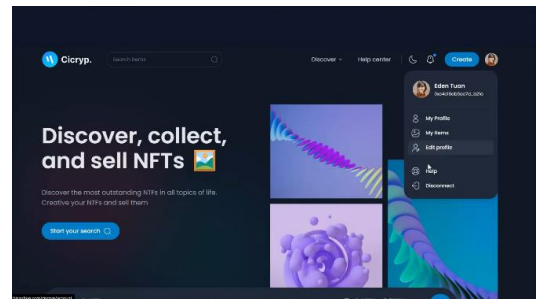 Cicryp.
Search items
Discover
Help center
Create
Eden Tuan
My Profile
My Items
Edit profile
Help
Disconnect
Discover, collect,
and sell NFTs
Discover the most outstanding NTFs in all topics of life.
Creative your NTFs and sell them
Start your search